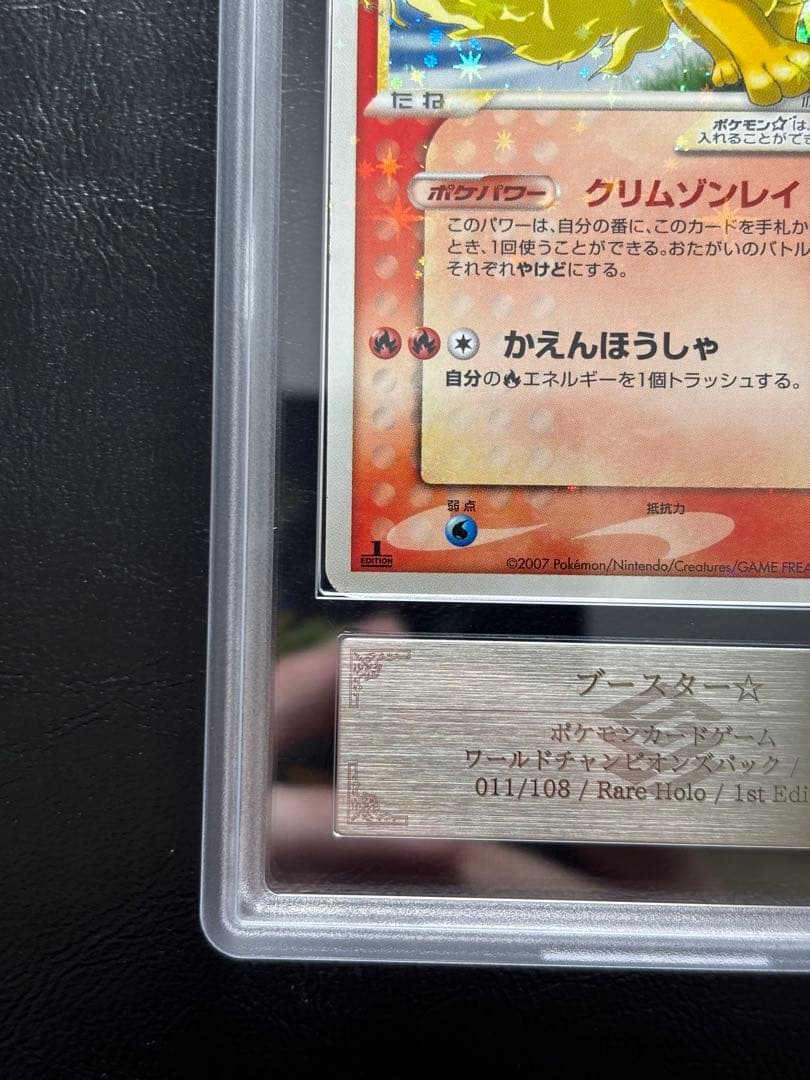 たね
ポケモン☆は、
入れることができ
ポケパワー クリムゾンレイ
このパワーは、自分の番に、このカードを手札か
とき、1回使うことができる。おたがいのバトル
それぞれやけどにする。
かえんほうしゃ
自分のエネルギーを1個トラッシュする。
弱点 抵抗力
1
EDITION
©2007 Pokémon/Nintendo/Creatures/GAME FREA
ブースター☆
ポケモンカードゲーム
ワールドチャンピオンズパック /
011/108 / Rare Holo / 1st Edi